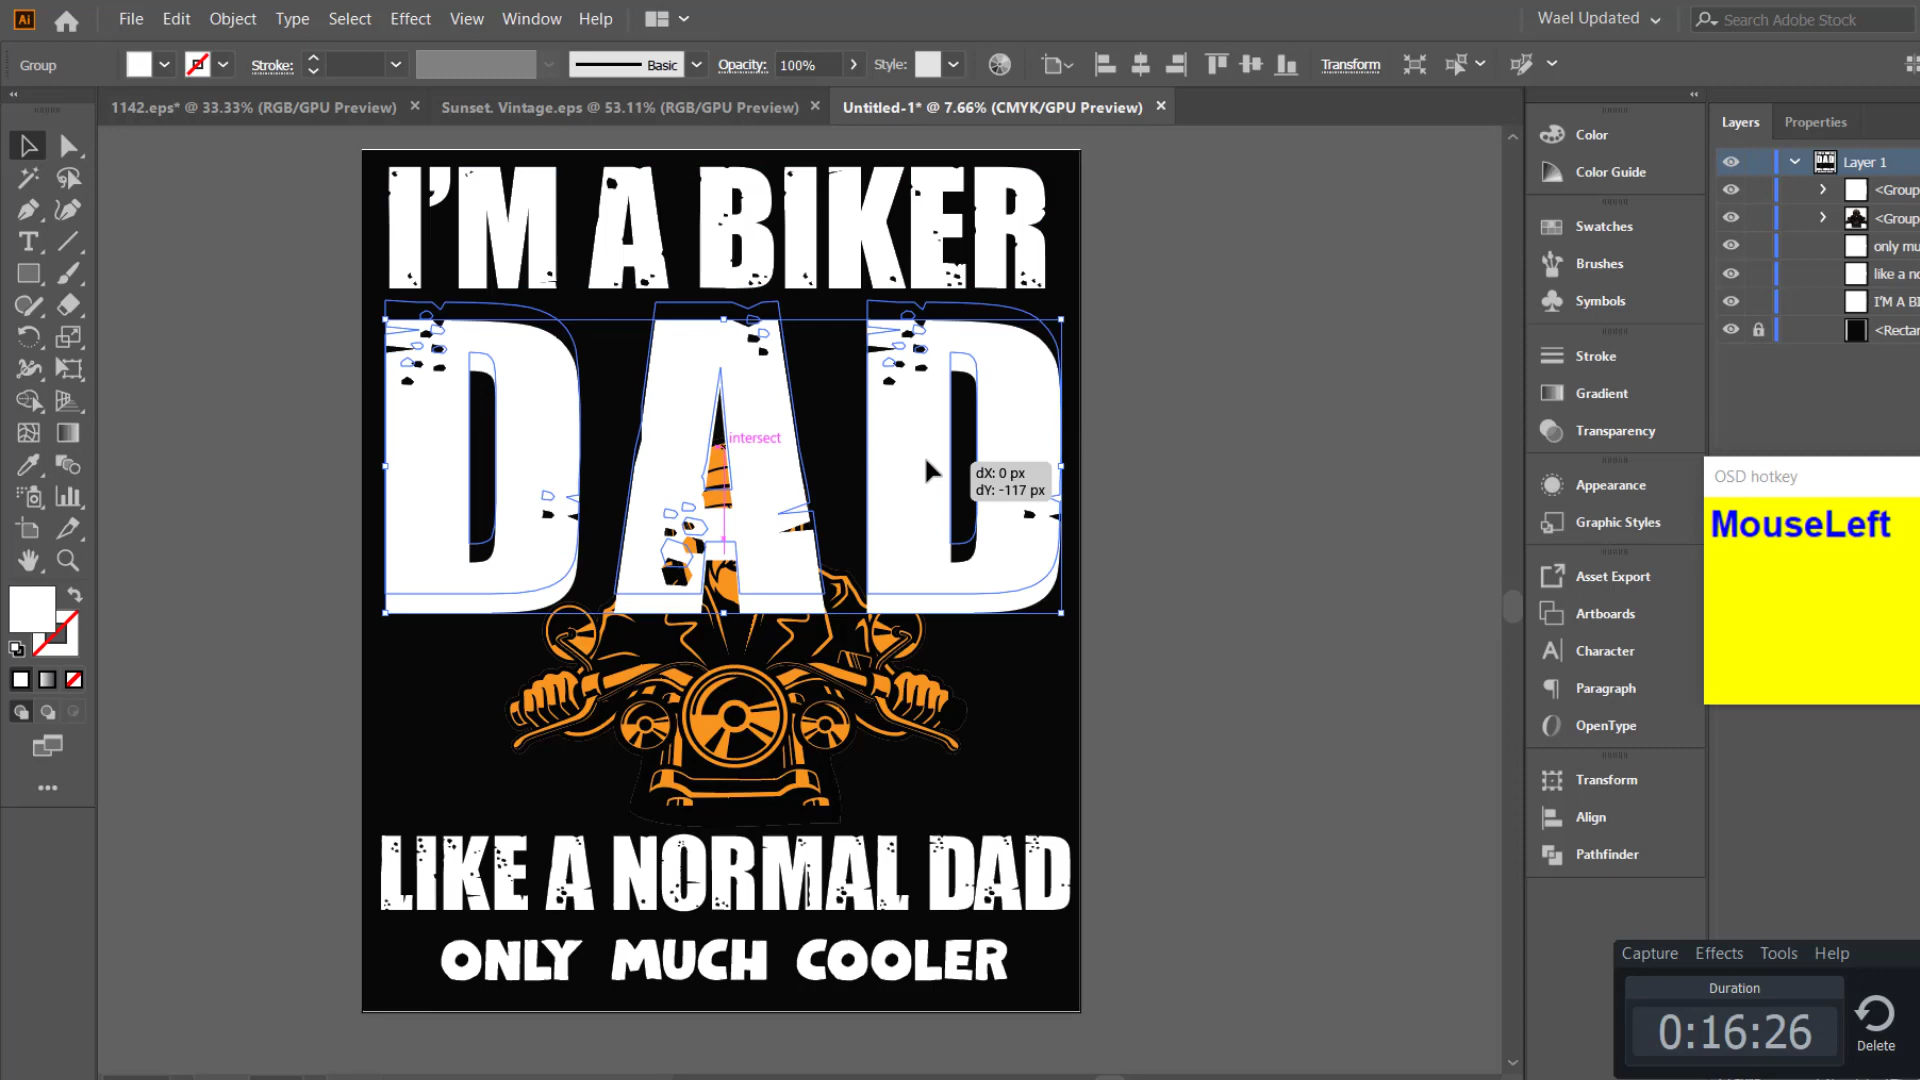 File Edit Object Type Select Effect View Window Help
Wael Updated
Search Adobe Stock
Group
Stroke:
Basic
Opacity: 100%
Style:
Transform
1142.eps* @ 33.33% (RGB/GPU Preview)
Sunset. Vintage.eps @ 53.11% (RGB/GPU Preview)
Untitled-1* @ 7.66% (CMYK/GPU Preview)
I'M A BIKER
DAD
intersect
dX: 0 px
dY: -117 px
LIKE A NORMAL DAD
ONLY MUCH COOLER
Color
Color Guide
Swatches
Brushes
Symbols
Stroke
Gradient
Transparency
Appearance
Graphic Styles
Asset Export
Artboards
Character
Paragraph
OpenType
Transform
Align
Pathfinder
Layers Properties
Layer 1
<Group
<Group
only mu
like a no
I'M A BI
<Rectan
OSD hotkey
MouseLeft
Capture Effects Tools Help
Duration
0:16:26
Delete